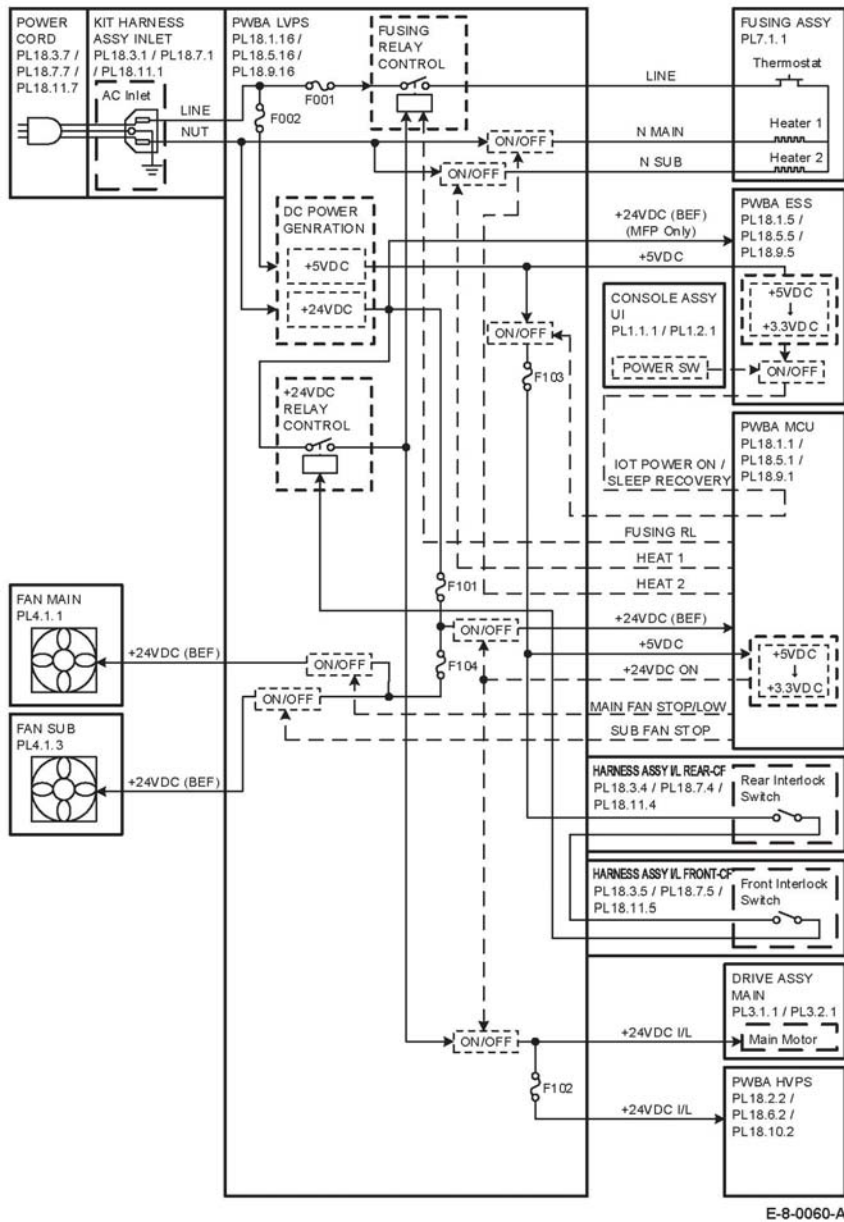 POWER
CORD
PL18.3.7 /
PL18.7.7 /
PL18.11.7
KIT HARNESS
ASSY INLET
PL18.3.1 / PL18.7.1
/ PL18.11.1
AC Inlet
LINE
NUT
PWBA LVPS
PL18.1.16 /
PL18.5.16 /
PL18.9.16
F001
F002
FUSING
RELAY
CONTROL
LINE
FUSING ASSY
PL7.1.1
Thermostat
ON/OFF
N MAIN
Heater 1
ON/OFF
N SUB
Heater 2
DC POWER
GENRATION
+5VDC
+24VDC
+24VDC (BEF)
(MFP Only)
+5VDC
PWBA ESS
PL18.1.5 /
PL18.5.5 /
PL18.9.5
+5VDC
+3.3VDC
ON/OFF
CONSOLE ASSY
UI
PL1.1.1 / PL1.2.1
POWER SW
ON/OFF
F103
+24VDC
RELAY
CONTROL
PWBA MCU
PL18.1.1 /
PL18.5.1 /
PL18.9.1
IOT POWER ON /
SLEEP RECOVERY
FUSING RL
HEAT 1
HEAT 2
F101
ON/OFF
+24VDC (BEF)
+5VDC
+24VDC ON
+5VDC
+3.3VDC
F104
FAN MAIN
PL4.1.1
+24VDC (BEF)
ON/OFF
ON/OFF
MAIN FAN STOP/LOW
SUB FAN STOP
FAN SUB
PL4.1.3
+24VDC (BEF)
HARNESS ASSY I/L REAR-CF
PL18.3.4 / PL18.7.4 /
PL18.11.4
Rear Interlock
Switch
HARNESS ASSY I/L FRONT-CF
PL18.3.5 / PL18.7.5 /
PL18.11.5
Front Interlock
Switch
DRIVE ASSY
MAIN
PL3.1.1 / PL3.2.1
Main Motor
ON/OFF
+24VDC I/L
F102
+24VDC I/L
PWBA HVPS
PL18.2.2 /
PL18.6.2 /
PL18.10.2
E-8-0060-A